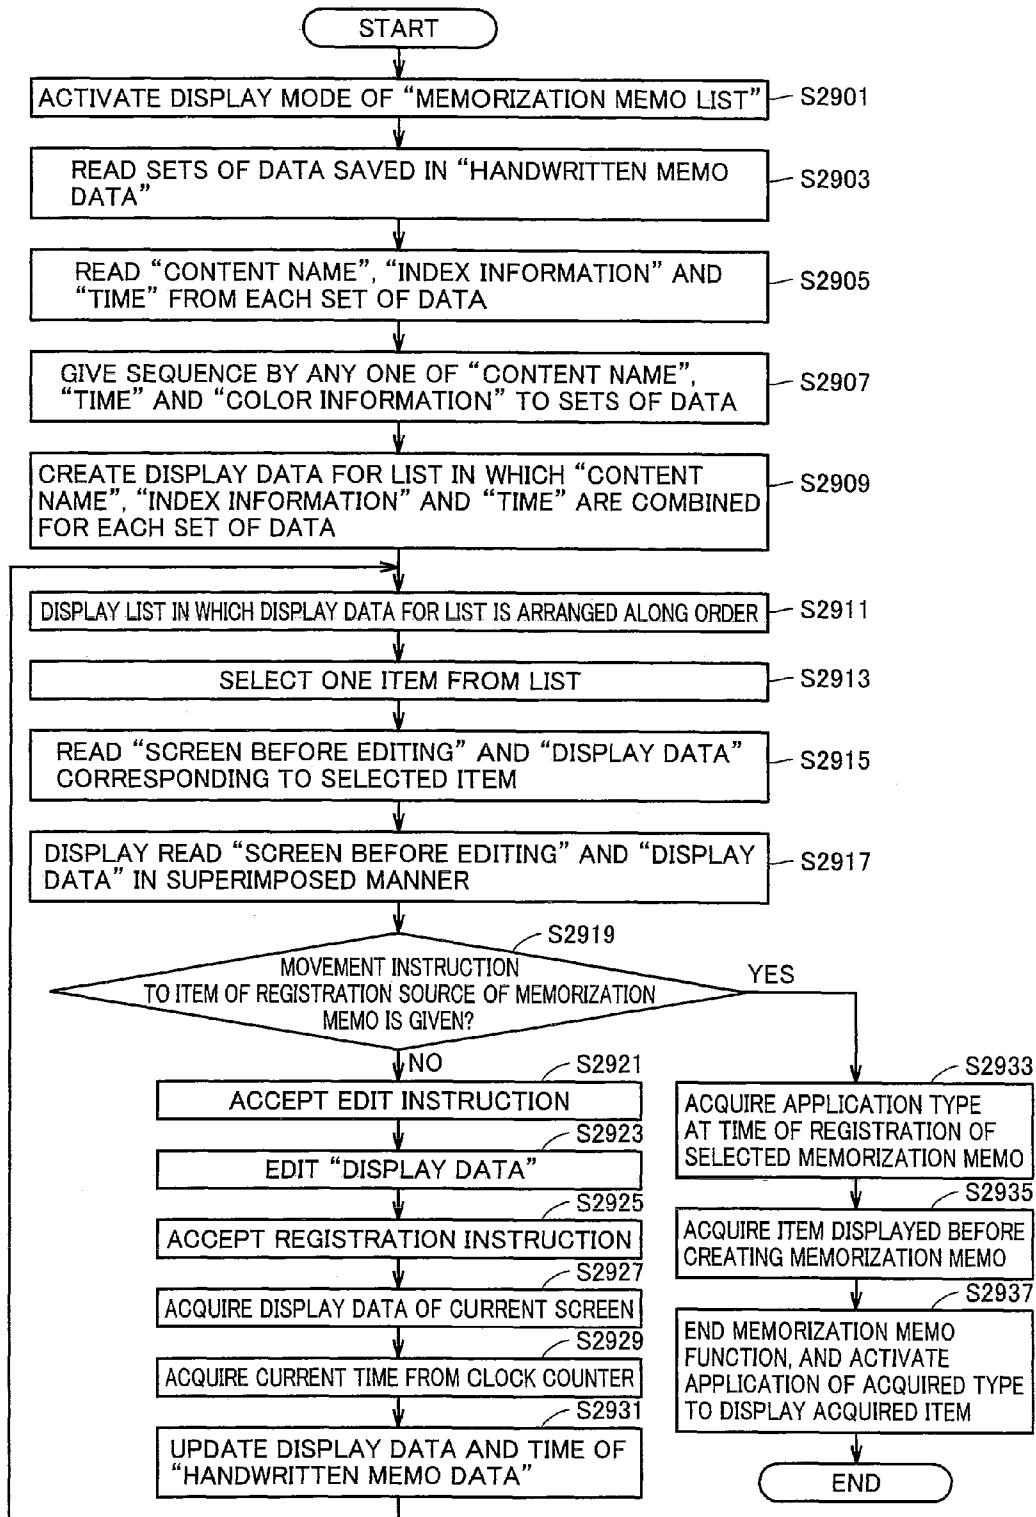 START
ACTIVATE DISPLAY MODE OF “MEMORIZATION MEMO LIST”
S2901
READ SETS OF DATA SAVED IN “HANDWRITTEN MEMO
DATA”
S2903
READ “CONTENT NAME”, “INDEX INFORMATION” AND
“TIME” FROM EACH SET OF DATA
S2905
GIVE SEQUENCE BY ANY ONE OF “CONTENT NAME”,
“TIME” AND “COLOR INFORMATION” TO SETS OF DATA
S2907
CREATE DISPLAY DATA FOR LIST IN WHICH “CONTENT
NAME”, “INDEX INFORMATION” AND “TIME” ARE COMBINED
FOR EACH SET OF DATA
S2909
DISPLAY LIST IN WHICH DISPLAY DATA FOR LIST IS ARRANGED ALONG ORDER
S2911
SELECT ONE ITEM FROM LIST
S2913
READ “SCREEN BEFORE EDITING” AND “DISPLAY DATA”
CORRESPONDING TO SELECTED ITEM
S2915
DISPLAY READ “SCREEN BEFORE EDITING” AND “DISPLAY
DATA” IN SUPERIMPOSED MANNER
S2917
S2919
MOVEMENT INSTRUCTION
TO ITEM OF REGISTRATION SOURCE OF MEMORIZATION
MEMO IS GIVEN?
YES
NO
S2921
ACCEPT EDIT INSTRUCTION
S2923
EDIT “DISPLAY DATA”
S2925
ACCEPT REGISTRATION INSTRUCTION
S2927
ACQUIRE DISPLAY DATA OF CURRENT SCREEN
S2929
ACQUIRE CURRENT TIME FROM CLOCK COUNTER
S2931
UPDATE DISPLAY DATA AND TIME OF
“HANDWRITTEN MEMO DATA”
S2933
ACQUIRE APPLICATION TYPE
AT TIME OF REGISTRATION OF
SELECTED MEMORIZATION MEMO
S2935
ACQUIRE ITEM DISPLAYED BEFORE
CREATING MEMORIZATION MEMO
S2937
END MEMORIZATION MEMO
FUNCTION, AND ACTIVATE
APPLICATION OF ACQUIRED TYPE
TO DISPLAY ACQUIRED ITEM
END